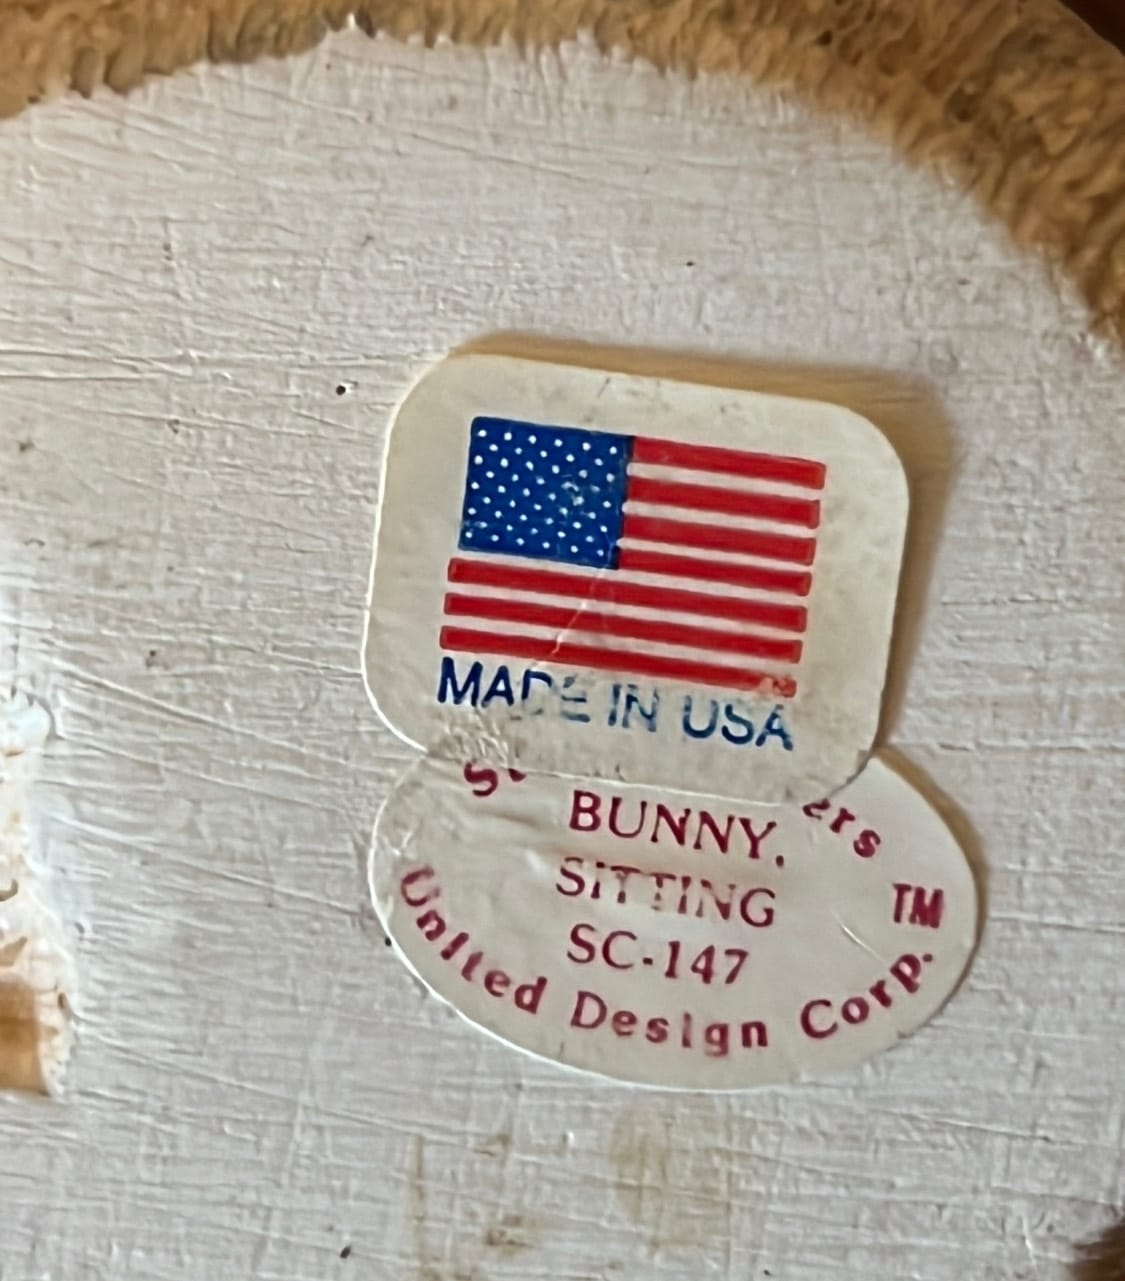 MADE IN USA
BUNNY,
SITTING
SC-147
TM
United Design Corp.